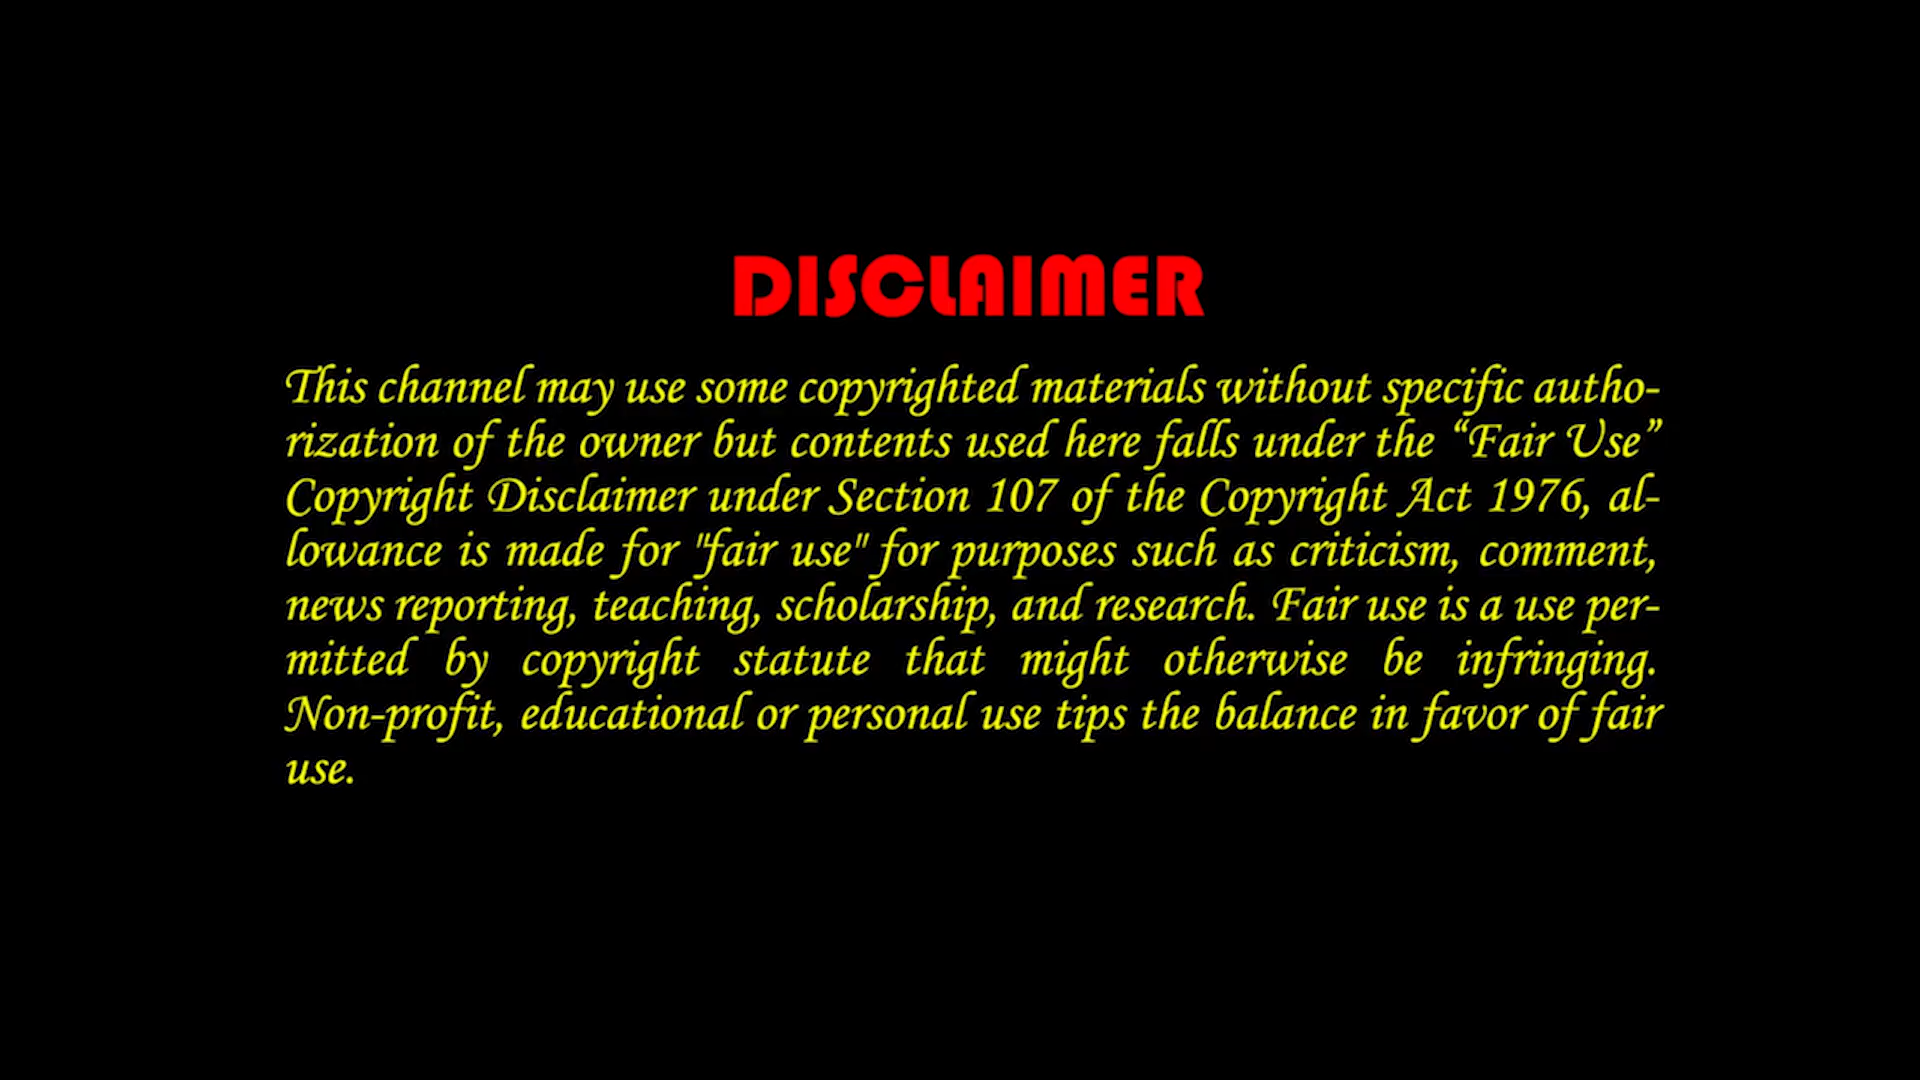 DISCLAIMER
This channel may use some copyrighted materials without specific autho-
rization of the owner but contents used here falls under the “Fair Use”
Copyright Disclaimer under Section 107 of the Copyright Act 1976, al-
lowance is made for "fair use" for purposes such as criticism, comment,
news reporting, teaching, scholarship, and research. Fair use is a use per-
mitted by copyright statute that might otherwise be infringing.
Non-profit, educational or personal use tips the balance in favor of fair
use.